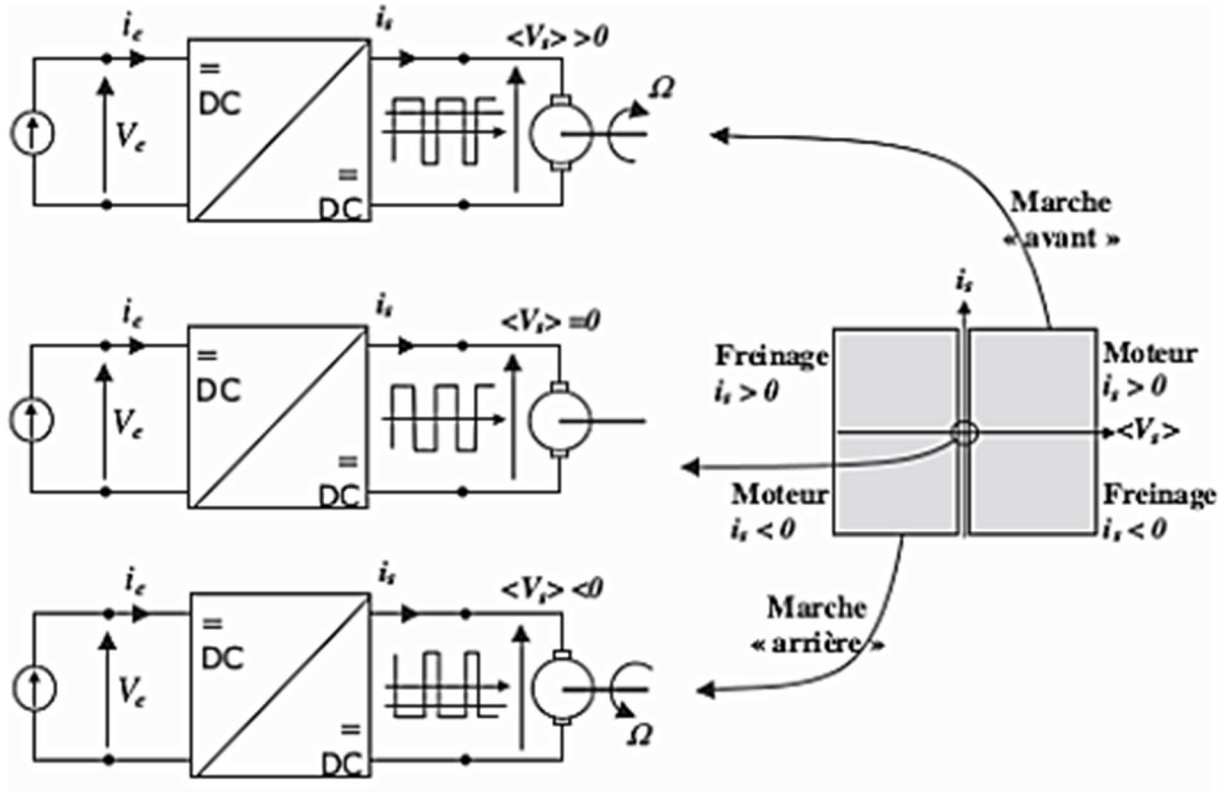 i_e
i_s
<V_s> >0
=
DC
V_e
=
DC
Ω
Marche
« avant »
i_e
i_s
<V_s> =0
=
DC
V_e
=
DC
i_s
Freinage
i_s > 0
Moteur
i_s > 0
<V_s>
Moteur
i_s < 0
Freinage
i_s < 0
i_e
i_s
<V_s> <0
=
DC
V_e
=
DC
Ω
Marche
« arrière »